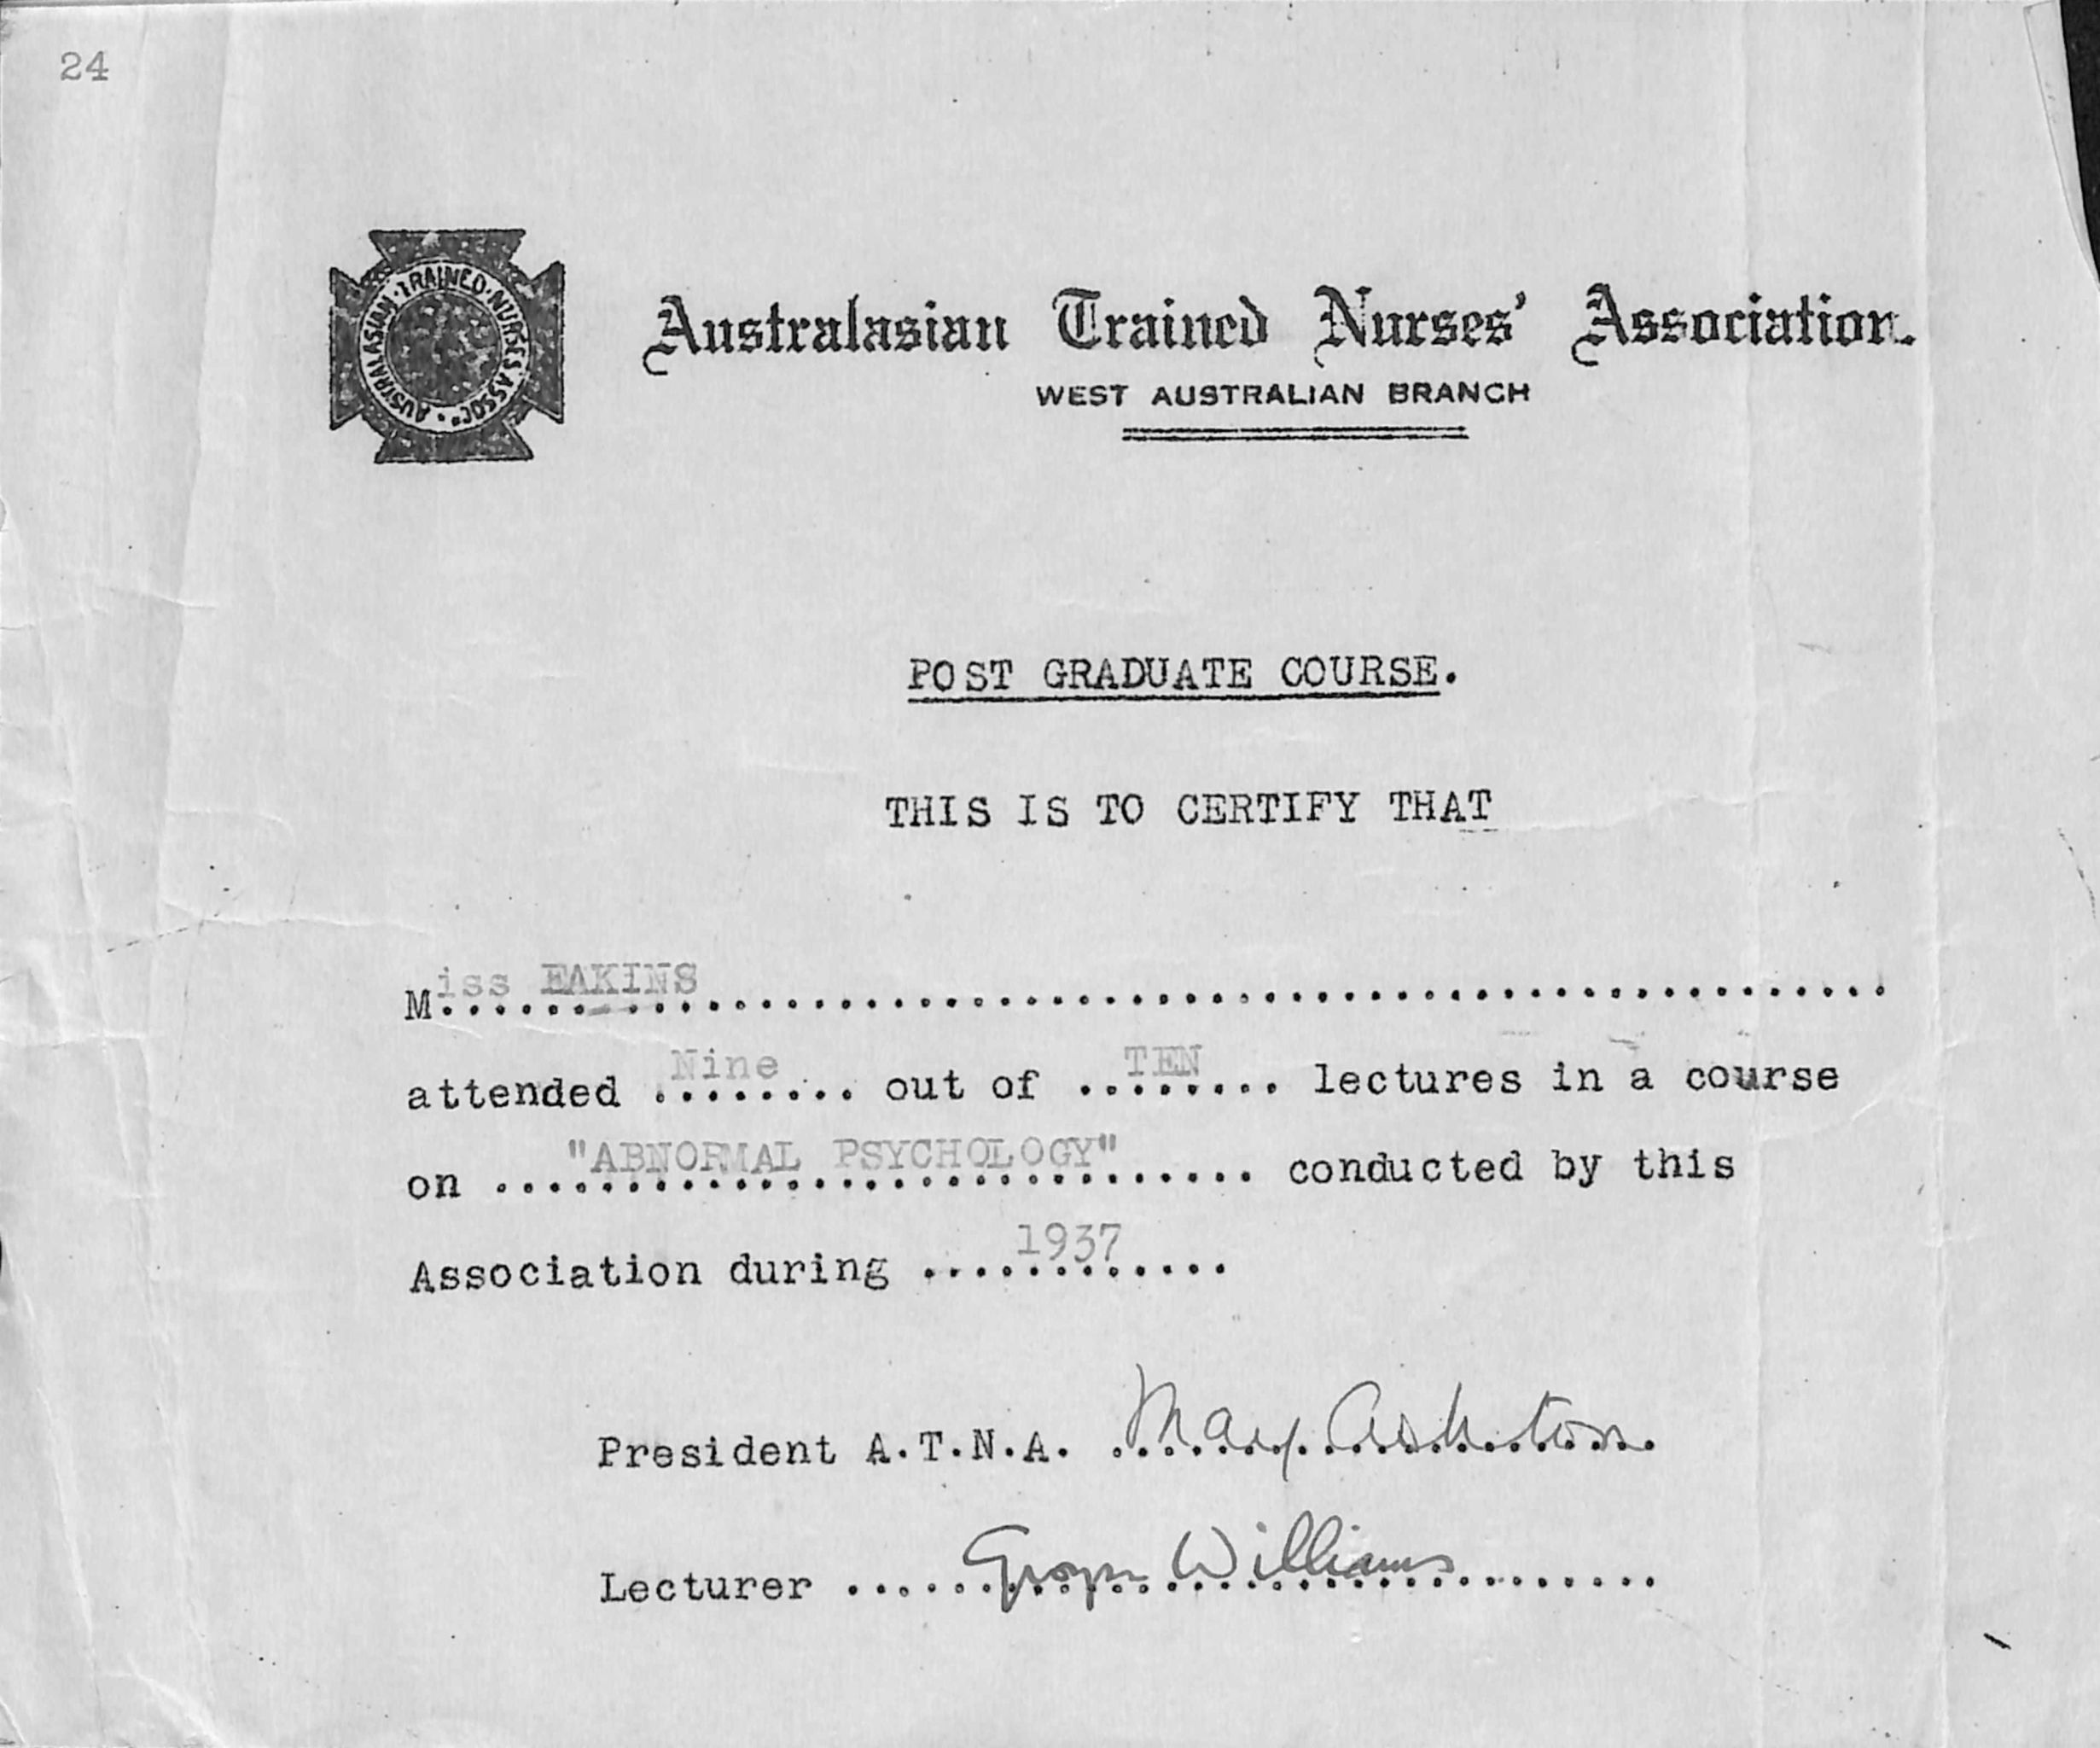 24
AUSTRALASIAN · TRAINED · NURSES ASSOC^N ·
Australasian Trained Nurses' Association.
WEST AUSTRALIAN BRANCH
POST GRADUATE COURSE.
THIS IS TO CERTIFY THAT
Miss EAKINS
attended Nine out of TEN lectures in a course
on "ABNORMAL PSYCHOLOGY" conducted by this
Association during 1937
President A.T.N.A. Mary Ashton
Lecturer Williams